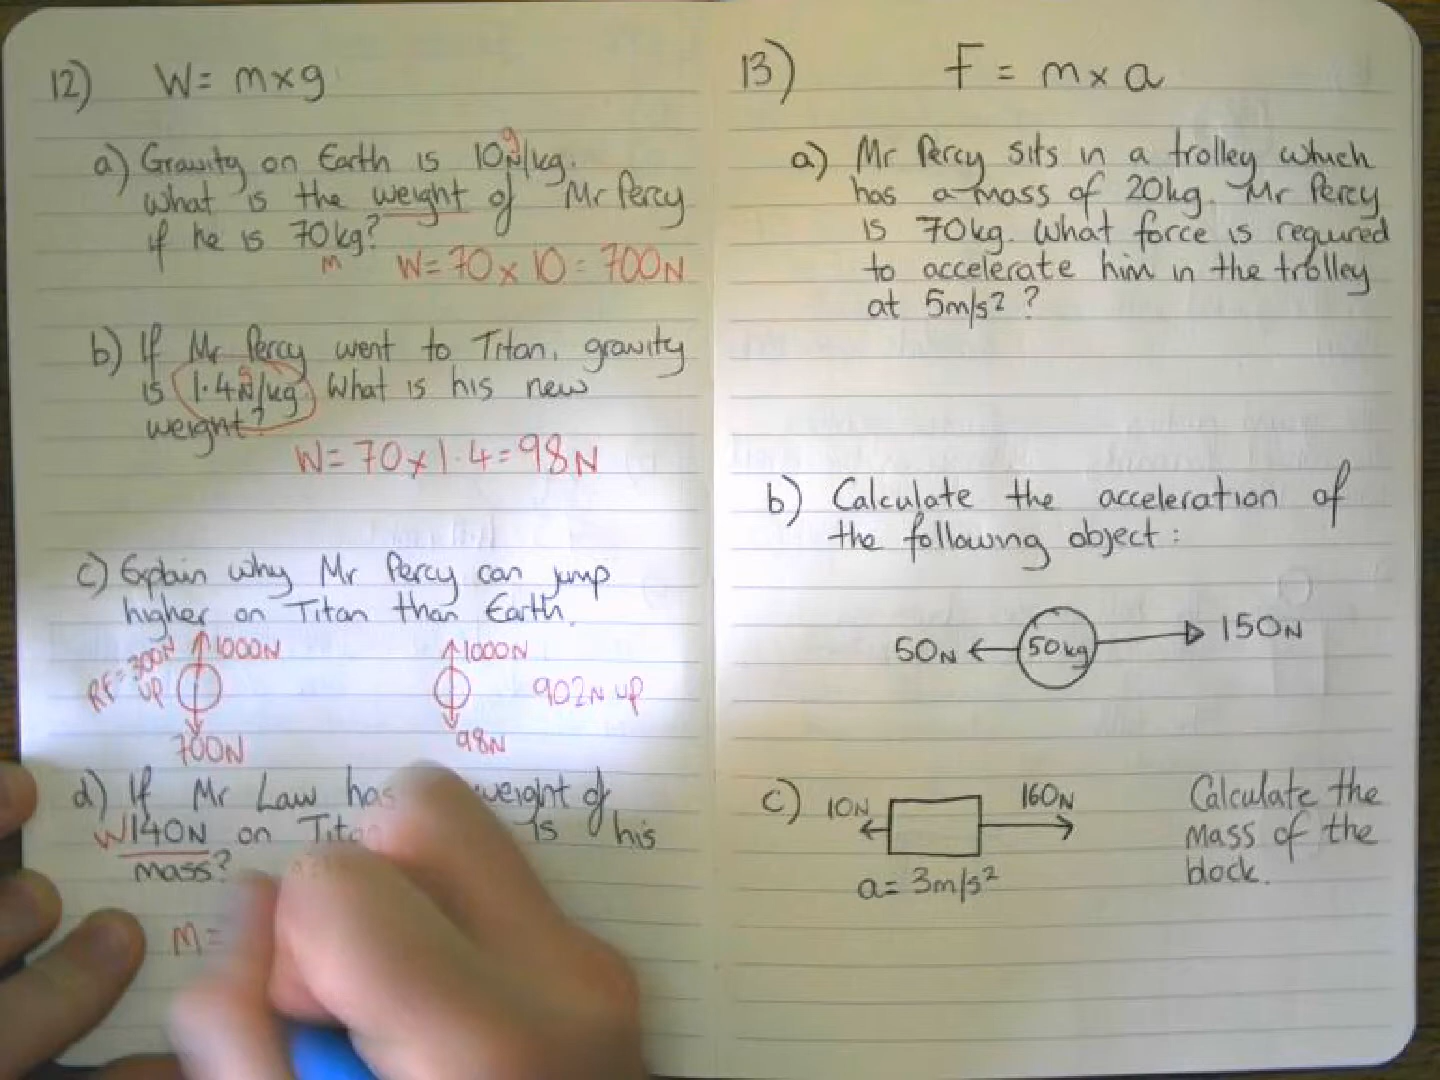 12) W = m x g
a) Gravity on Earth is 10N/kg.
g
What is the weight of Mr Percy
if he is 70kg?
m
W = 70 x 10 = 700N
b) If Mr Percy went to Titan, gravity
g
is 1.4N/kg. What is his new
weight?
W = 70 x 1.4 = 98N
c) Explain why Mr Percy can jump
higher on Titan than Earth.
RF = 300N
UP
1000N
700N
1000N
902N up
98N
d) If Mr Law has weight of
W 140N on is his
mass?
M =
13) F = m x a
a) Mr Percy sits in a trolley which
has a mass of 20kg. Mr Percy
is 70kg. What force is required
to accelerate him in the trolley
at 5m/s² ?
b) Calculate the acceleration of
the following object:
50N 50kg 150N
c) 10N 160N
a = 3m/s²
Calculate the
mass of the
block.